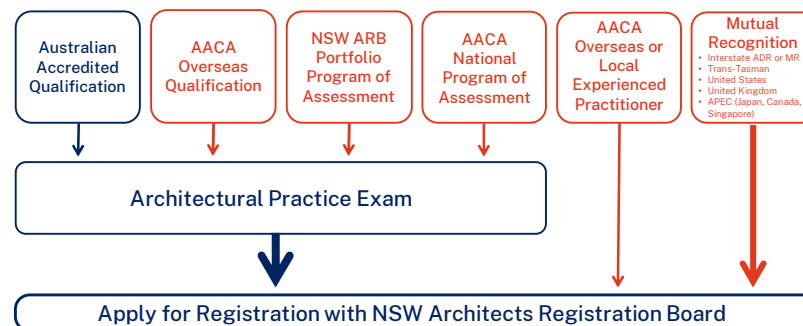 Australian
Accredited
Qualification
AACA
Overseas
Qualification
NSW ARB
Portfolio
Program of
Assessment
AACA
National
Program of
Assessment
AACA
Overseas or
Local
Experienced
Practitioner
Mutual
Recognition
• Interstate ADR or MR
• Trans-Tasman
• United States
• United Kingdom
• APEC (Japan, Canada,
Singapore)
Architectural Practice Exam
Apply for Registration with NSW Architects Registration Board